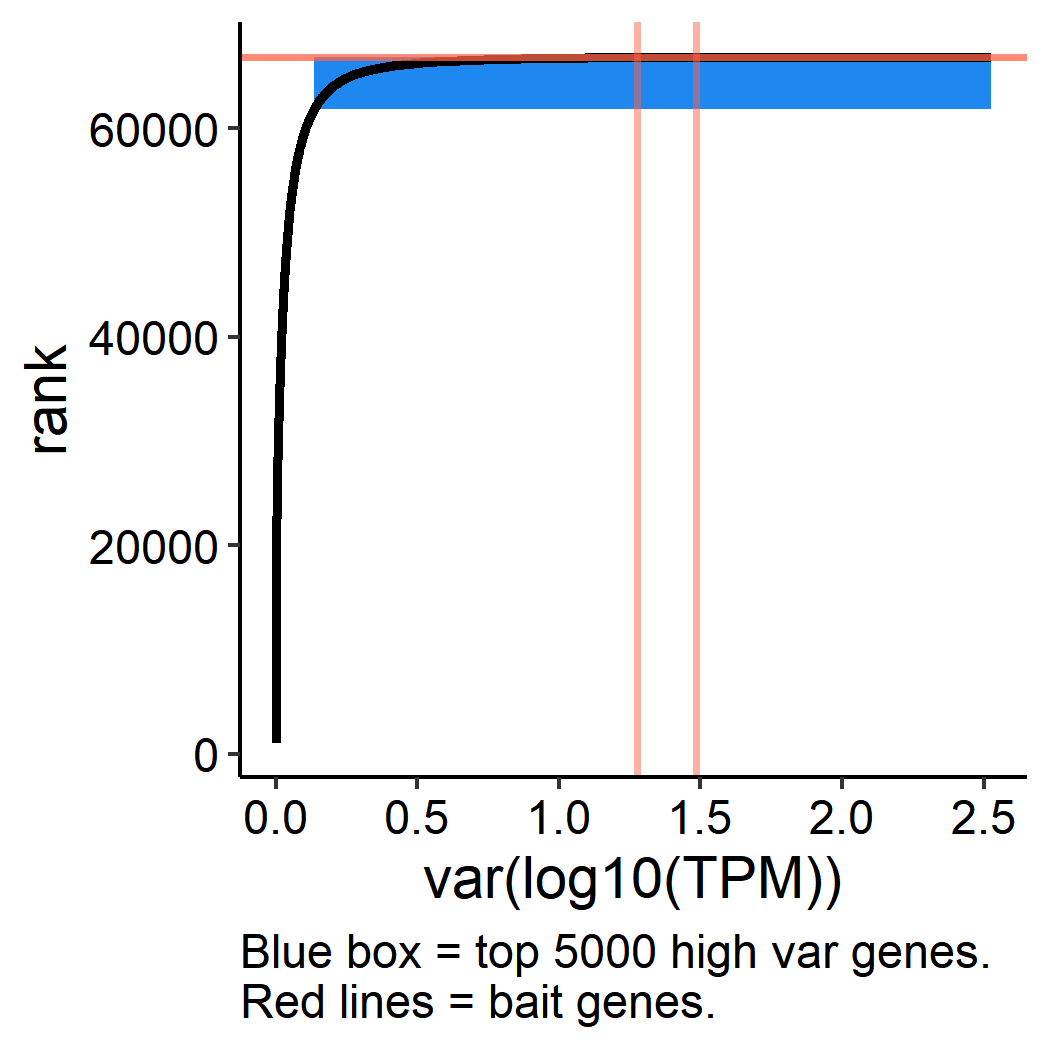 60000
40000
20000
0
rank
0.0 0.5 1.0 1.5 2.0 2.5
var(log10(TPM))
Blue box = top 5000 high var genes.
Red lines = bait genes.